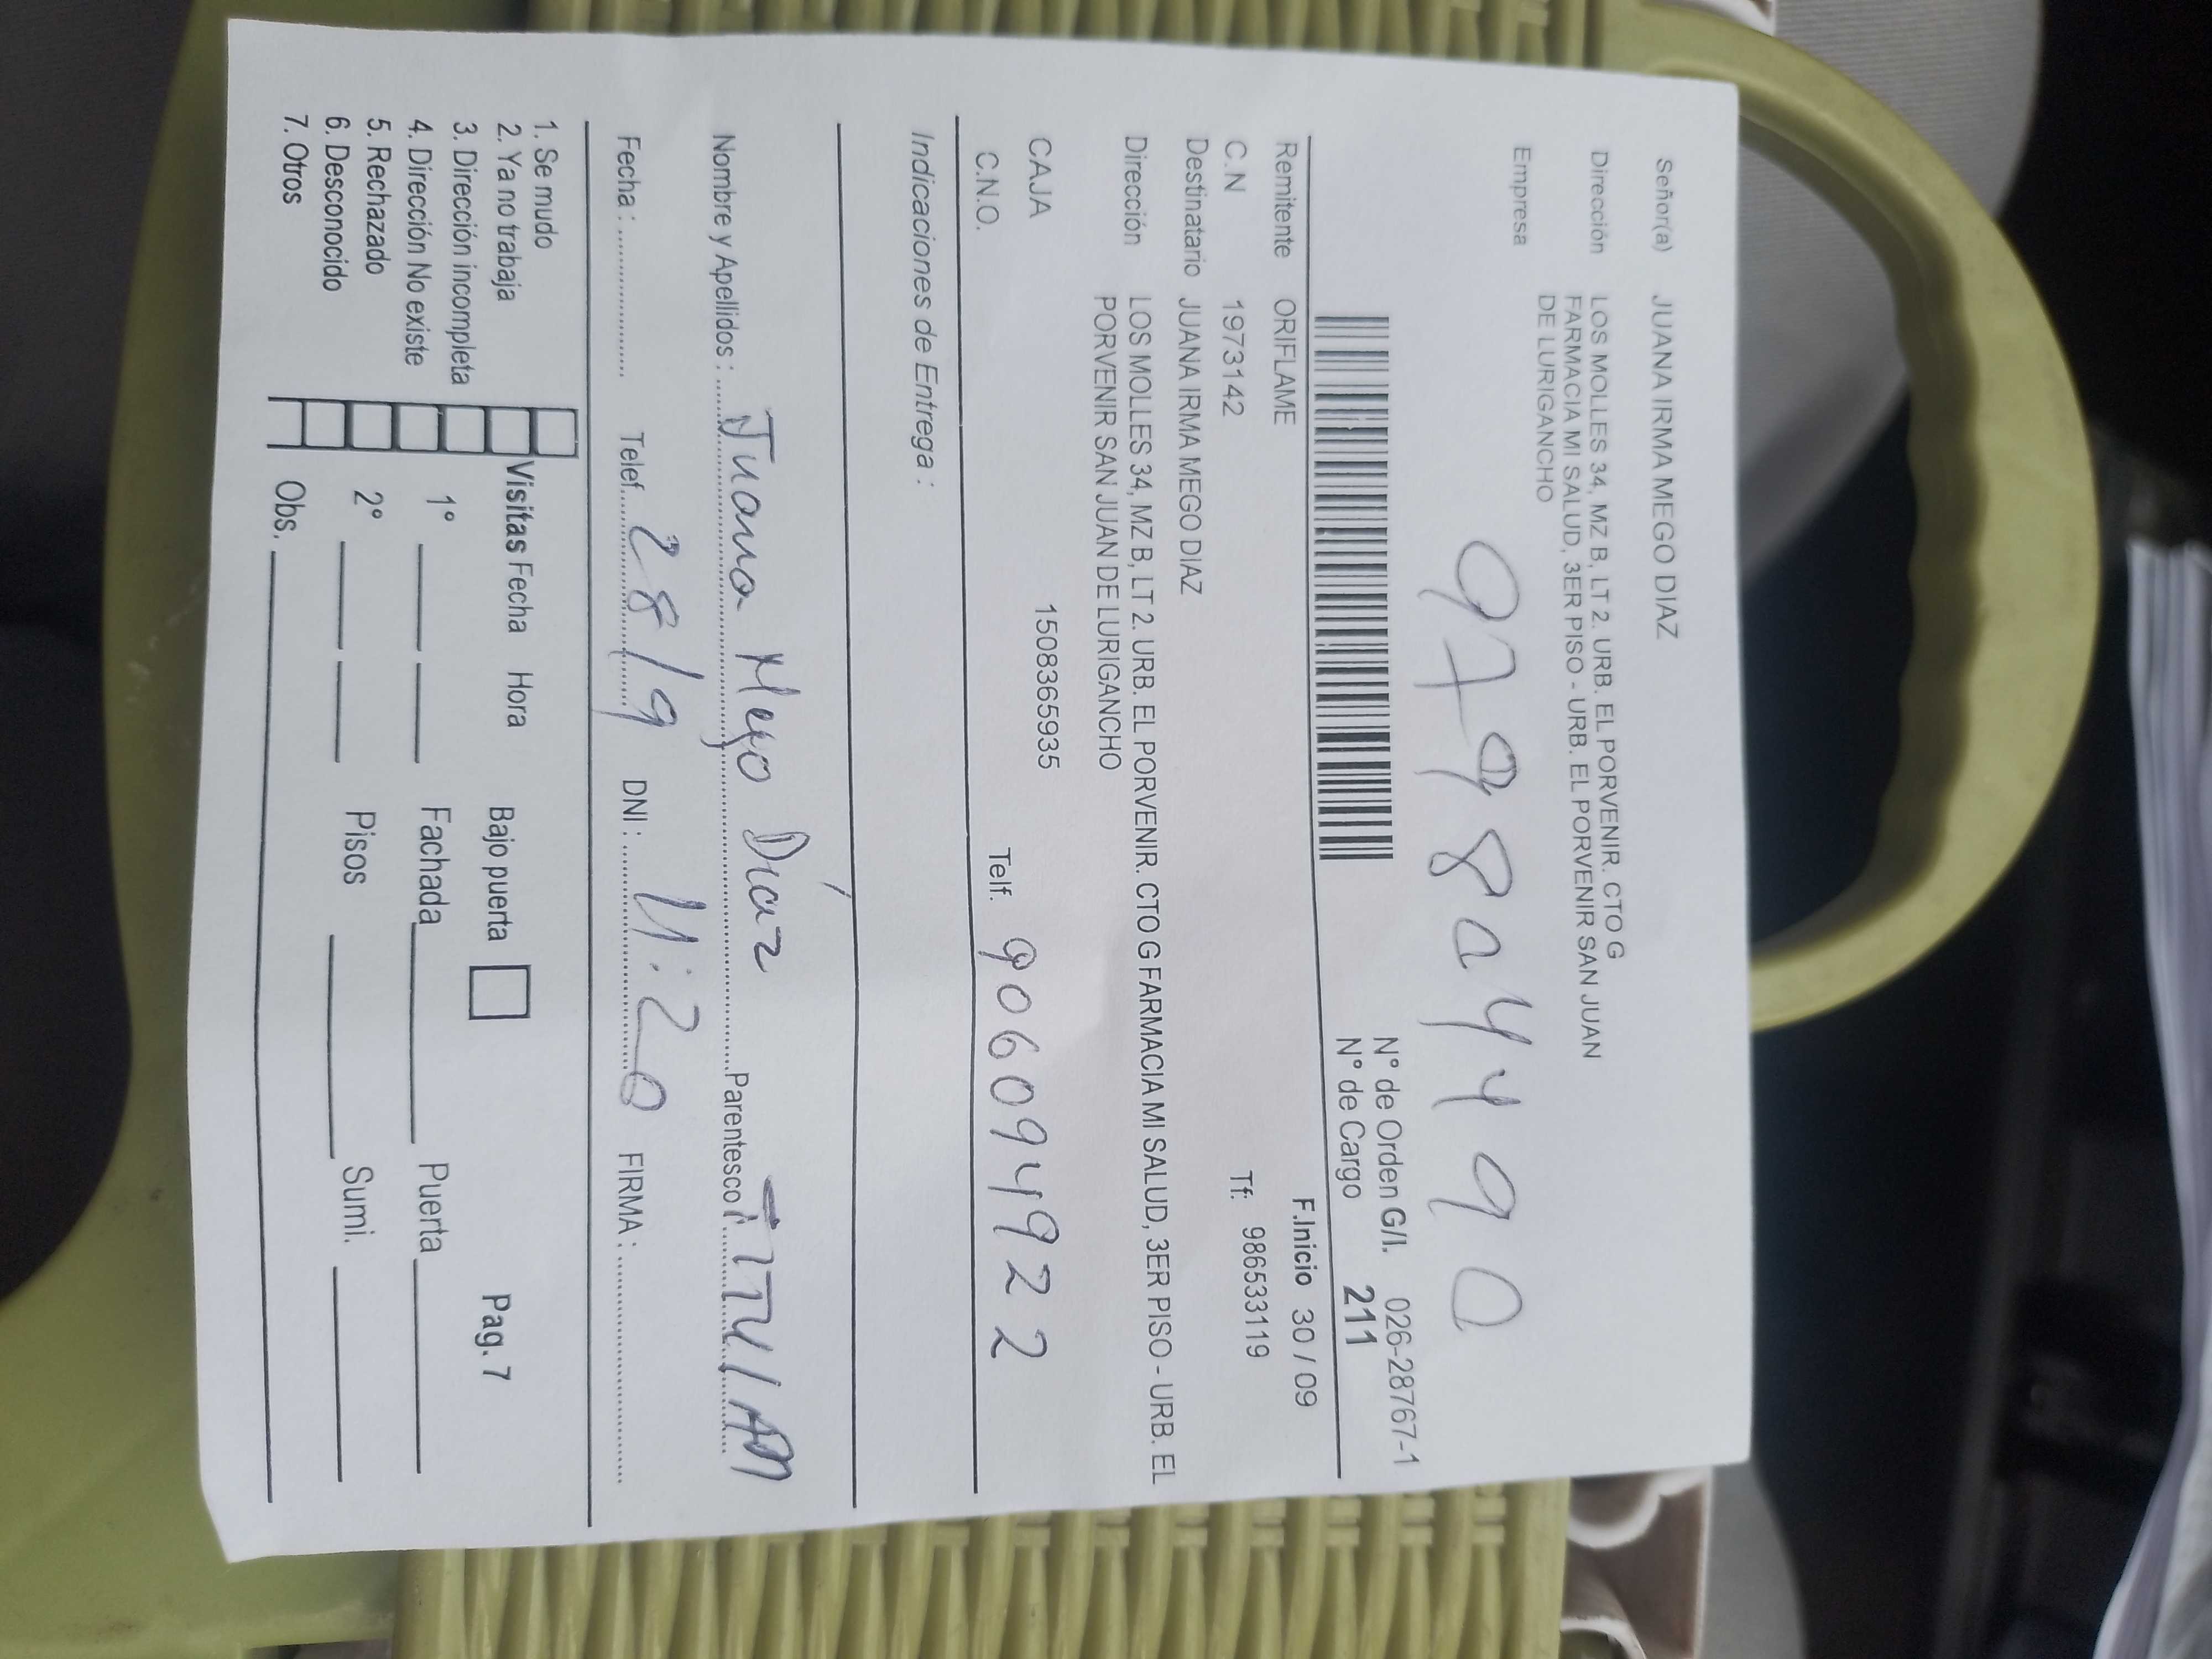 Señor(a) JUANA IRMA MEGO DIAZ
Dirección LOS MOLLES 34, MZ B, LT 2. URB. EL PORVENIR. CTO G
FARMACIA MI SALUD, 3ER PISO - URB. EL PORVENIR SAN JUAN
DE LURIGANCHO
Empresa
979804490
N° de Orden G/I. 026-28767-1
N° de Cargo 211
Remitente ORIFLAME F.Inicio 30 / 09
C.N 1973142 Tf: 986533119
Destinatario JUANA IRMA MEGO DIAZ
Dirección LOS MOLLES 34, MZ B, LT 2. URB. EL PORVENIR. CTO G FARMACIA MI SALUD, 3ER PISO - URB. EL
PORVENIR SAN JUAN DE LURIGANCHO
CAJA 1508365935
C.N.O. Telf. 906094922
Indicaciones de Entrega :
Nombre y Apellidos : Juana Mego Diaz Parentesco :
Fecha : Telef. 28/9 DNI : 11:20 FIRMA :
1. Se mudo
2. Ya no trabaja Visitas Fecha Hora Bajo puerta Pag. 7
3. Dirección incompleta
4. Dirección No existe 1° Fachada Puerta
5. Rechazado 2° Pisos Sumi.
6. Desconocido
7. Otros Obs.